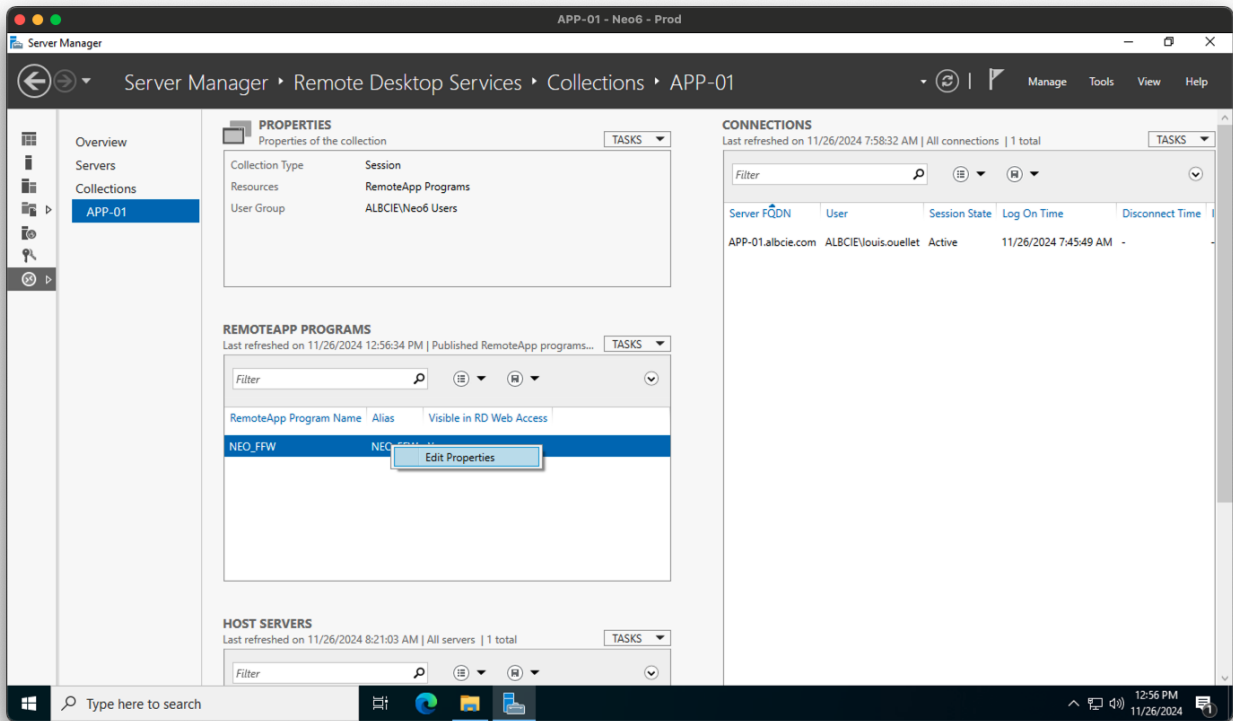 APP-01 - Neo6 - Prod
Server Manager
Server Manager ‣ Remote Desktop Services ‣ Collections ‣ APP-01
Manage Tools View Help
Overview
Servers
Collections
APP-01
PROPERTIES
Properties of the collection
TASKS
Collection Type Session
Resources RemoteApp Programs
User Group ALBCIE\Neo6 Users
REMOTEAPP PROGRAMS
Last refreshed on 11/26/2024 12:56:34 PM | Published RemoteApp programs...
TASKS
Filter
RemoteApp Program Name Alias Visible in RD Web Access
NEO_FFW NEO_FFW
Edit Properties
HOST SERVERS
Last refreshed on 11/26/2024 8:21:03 AM | All servers | 1 total
TASKS
Filter
CONNECTIONS
Last refreshed on 11/26/2024 7:58:32 AM | All connections | 1 total
TASKS
Filter
Server FQDN User Session State Log On Time Disconnect Time
APP-01.albcie.com ALBCIE\louis.ouellet Active 11/26/2024 7:45:49 AM - -
Type here to search
12:56 PM
11/26/2024
1